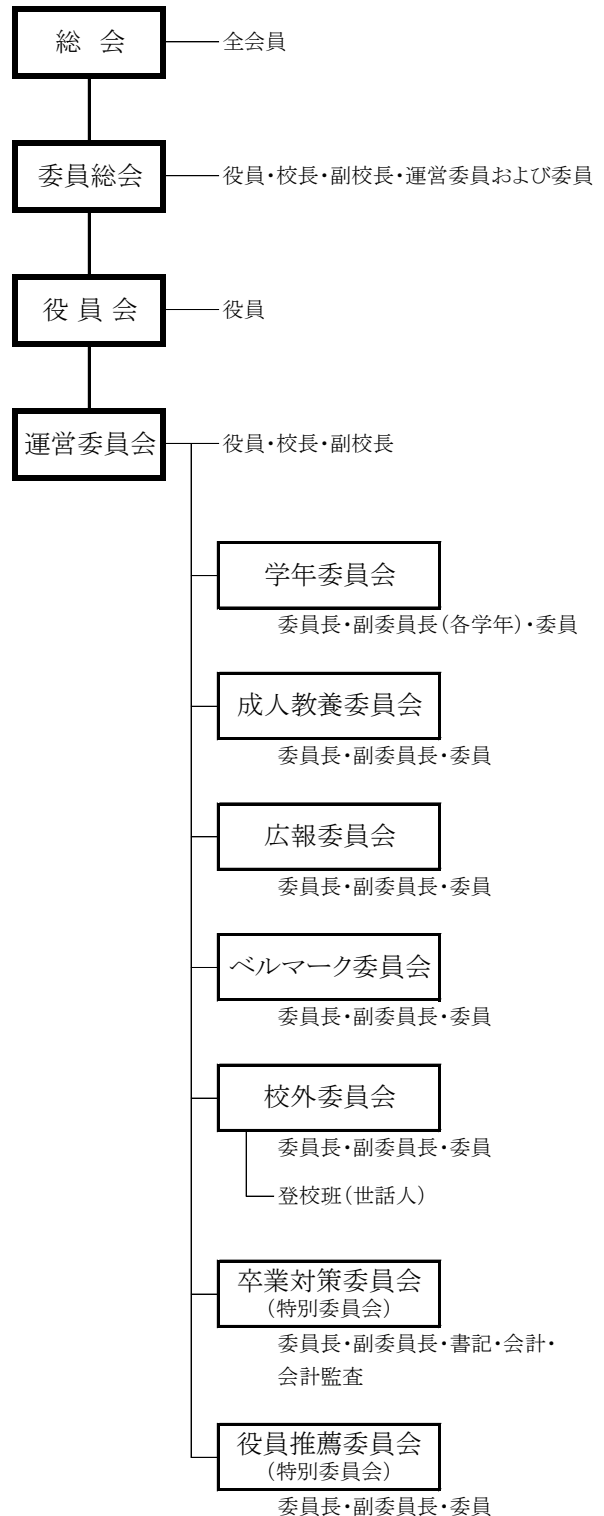 総 会
全会員
委員総会
役員・校長・副校長・運営委員および委員
役 員 会
役員
運営委員会
役員・校長・副校長
学年委員会
委員長・副委員長(各学年)・委員
成人教養委員会
委員長・副委員長・委員
広報委員会
委員長・副委員長・委員
ベルマーク委員会
委員長・副委員長・委員
校外委員会
委員長・副委員長・委員
登校班(世話人)
卒業対策委員会
(特別委員会)
委員長・副委員長・書記・会計・
会計監査
役員推薦委員会
(特別委員会)
委員長・副委員長・委員